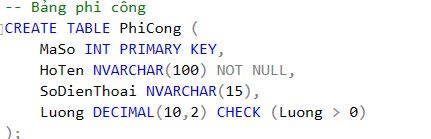 -- Bảng phi công
CREATE TABLE PhiCong (
MaSo INT PRIMARY KEY,
HoTen NVARCHAR(100) NOT NULL,
SoDienThoai NVARCHAR(15),
Luong DECIMAL(10,2) CHECK (Luong > 0)
);